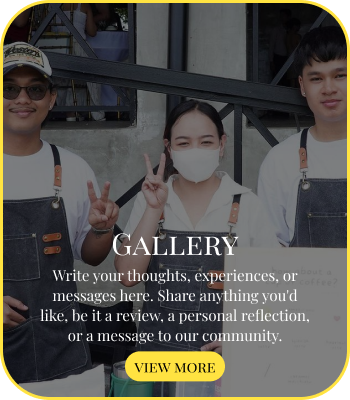 GALLERY
Write your thoughts, experiences, or
messages here. Share anything you'd
like, be it a review, a personal reflection,
or a message to our community.
VIEW MORE